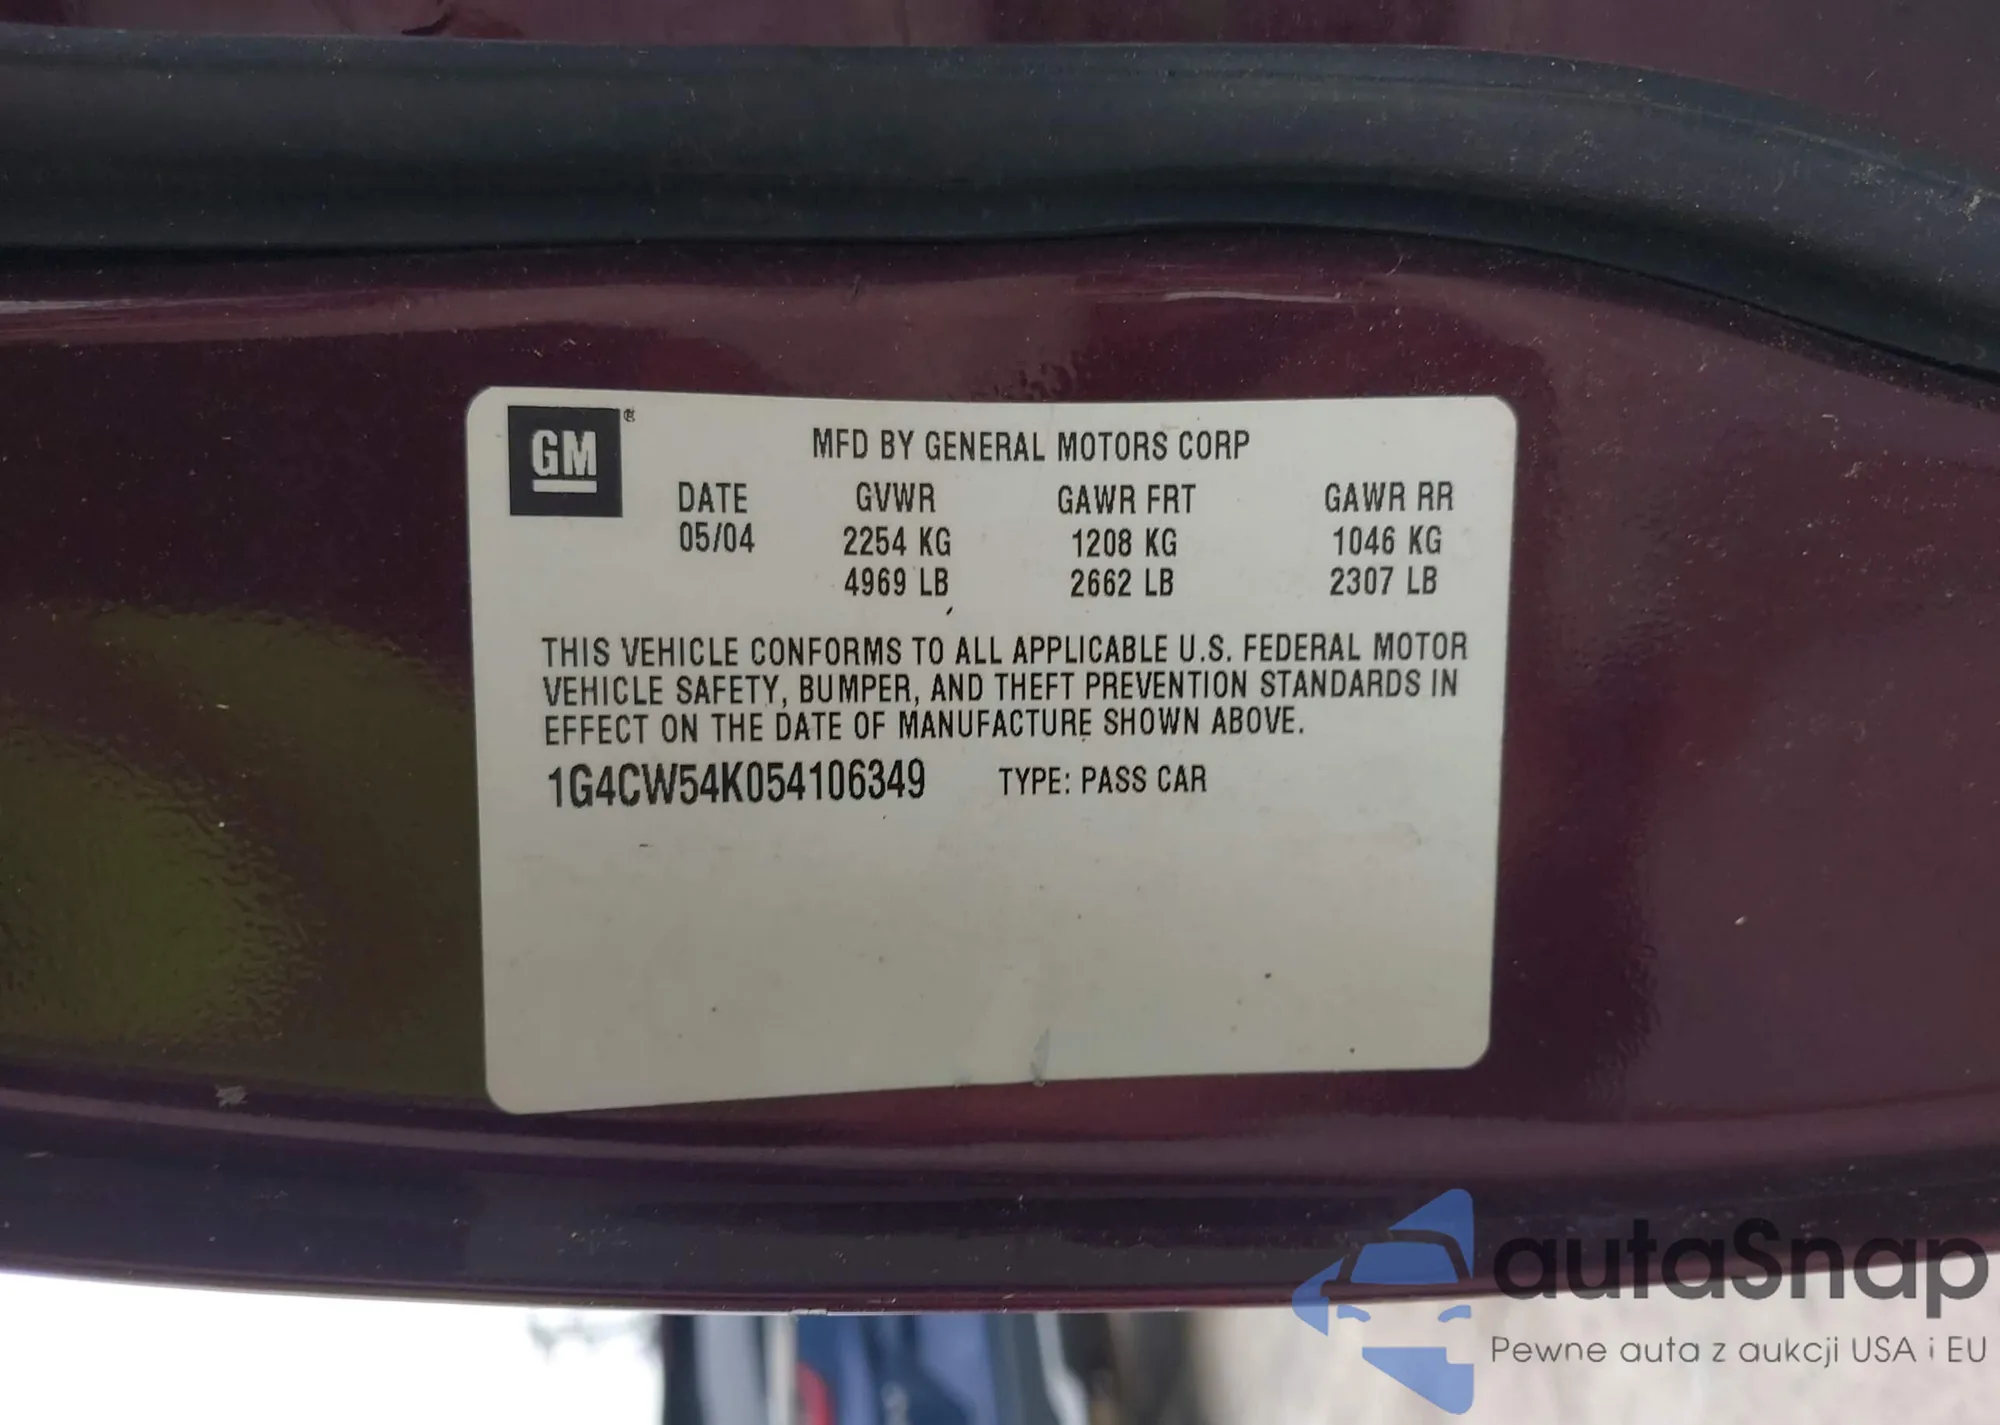 GM ®
MFD BY GENERAL MOTORS CORP
DATE GVWR GAWR FRT GAWR RR
05/04 2254 KG 1208 KG 1046 KG
4969 LB 2662 LB 2307 LB
THIS VEHICLE CONFORMS TO ALL APPLICABLE U.S. FEDERAL MOTOR
VEHICLE SAFETY, BUMPER, AND THEFT PREVENTION STANDARDS IN
EFFECT ON THE DATE OF MANUFACTURE SHOWN ABOVE.
1G4CW54K054106349 TYPE: PASS CAR
autaSnap
Pewne auta z aukcji USA i EU